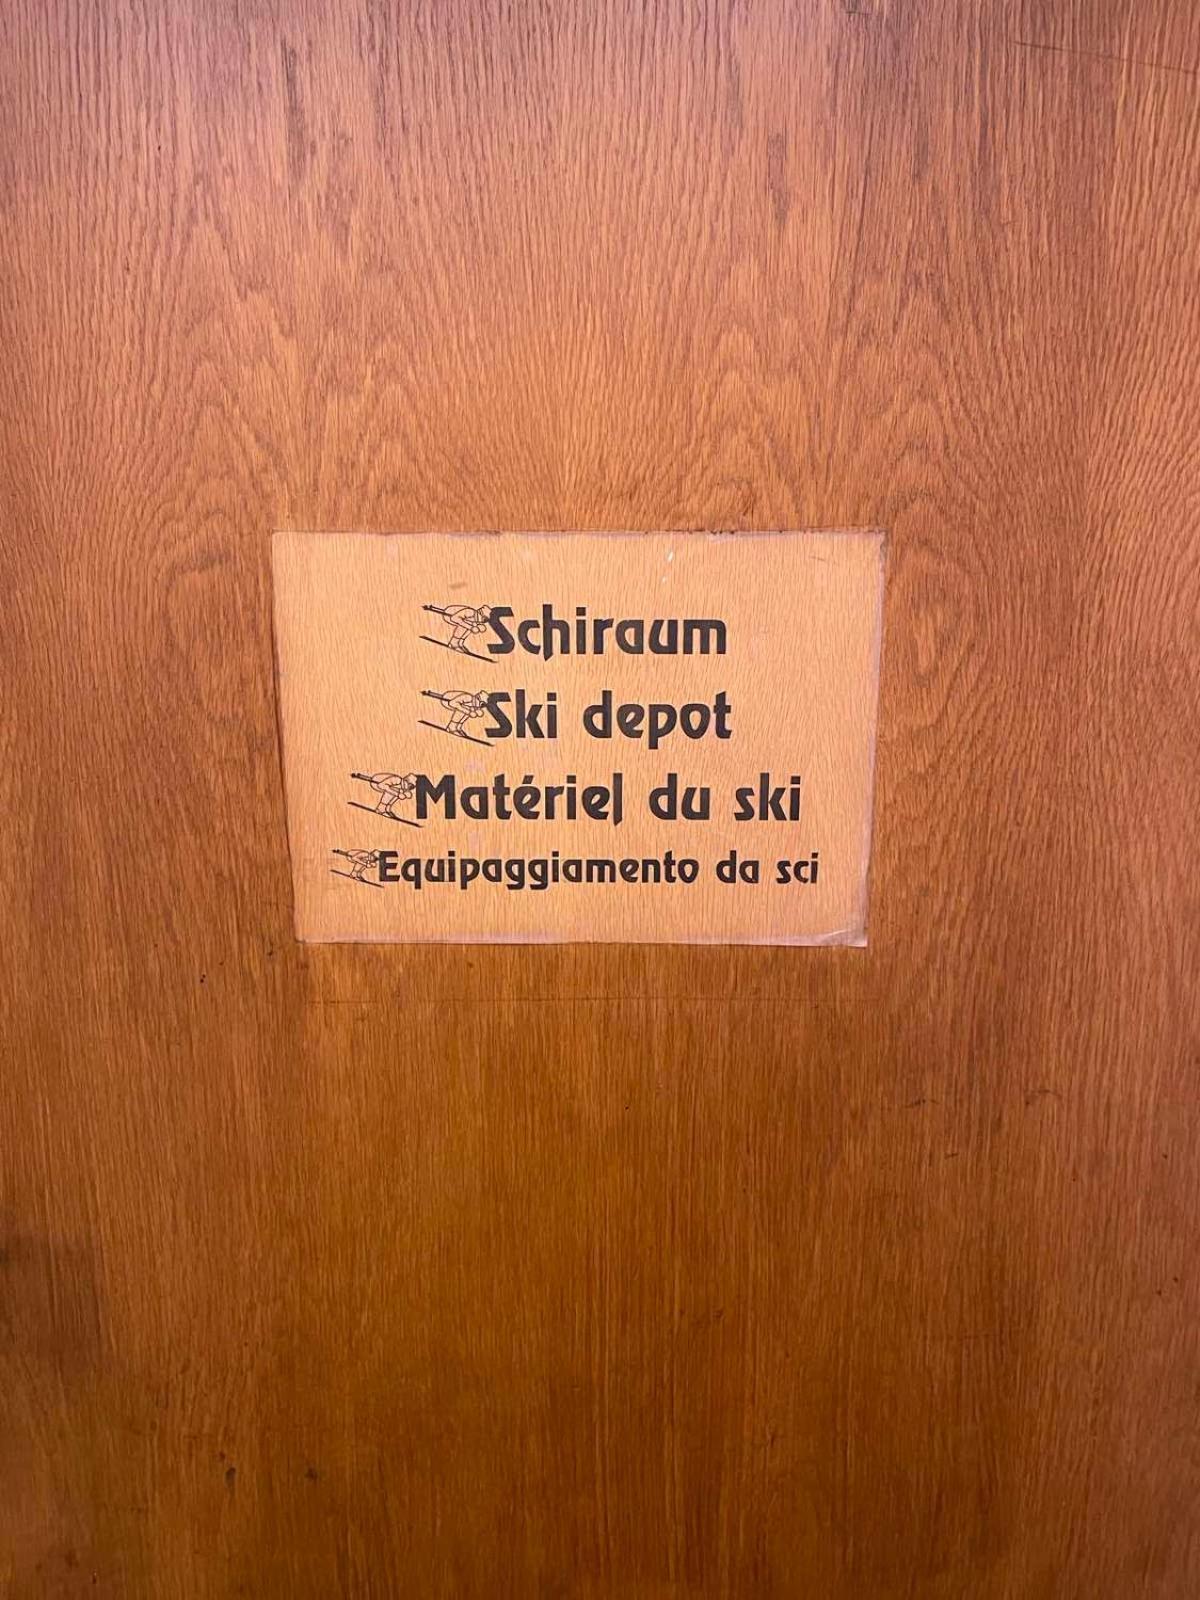 Schiraum
Ski depot
Matériel du ski
Equipaggiamento da sci